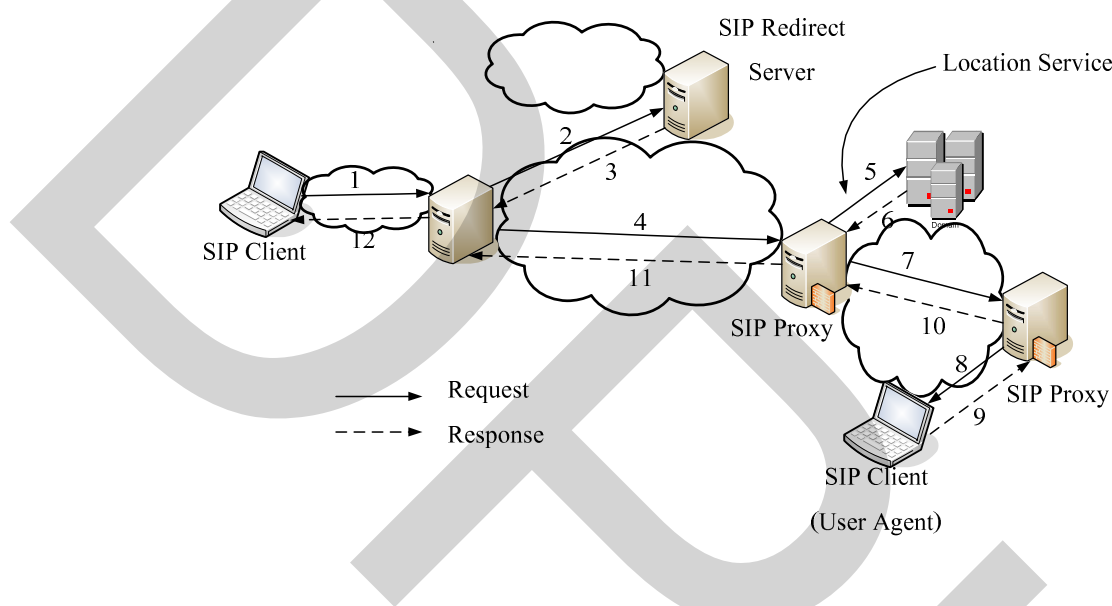 SIP Redirect
Server
Location Service
2
3
5
1
12
SIP Client
4
6
Domain
7
11
10
SIP Proxy
8
SIP Proxy
9
Request
Response
SIP Client
(User Agent)